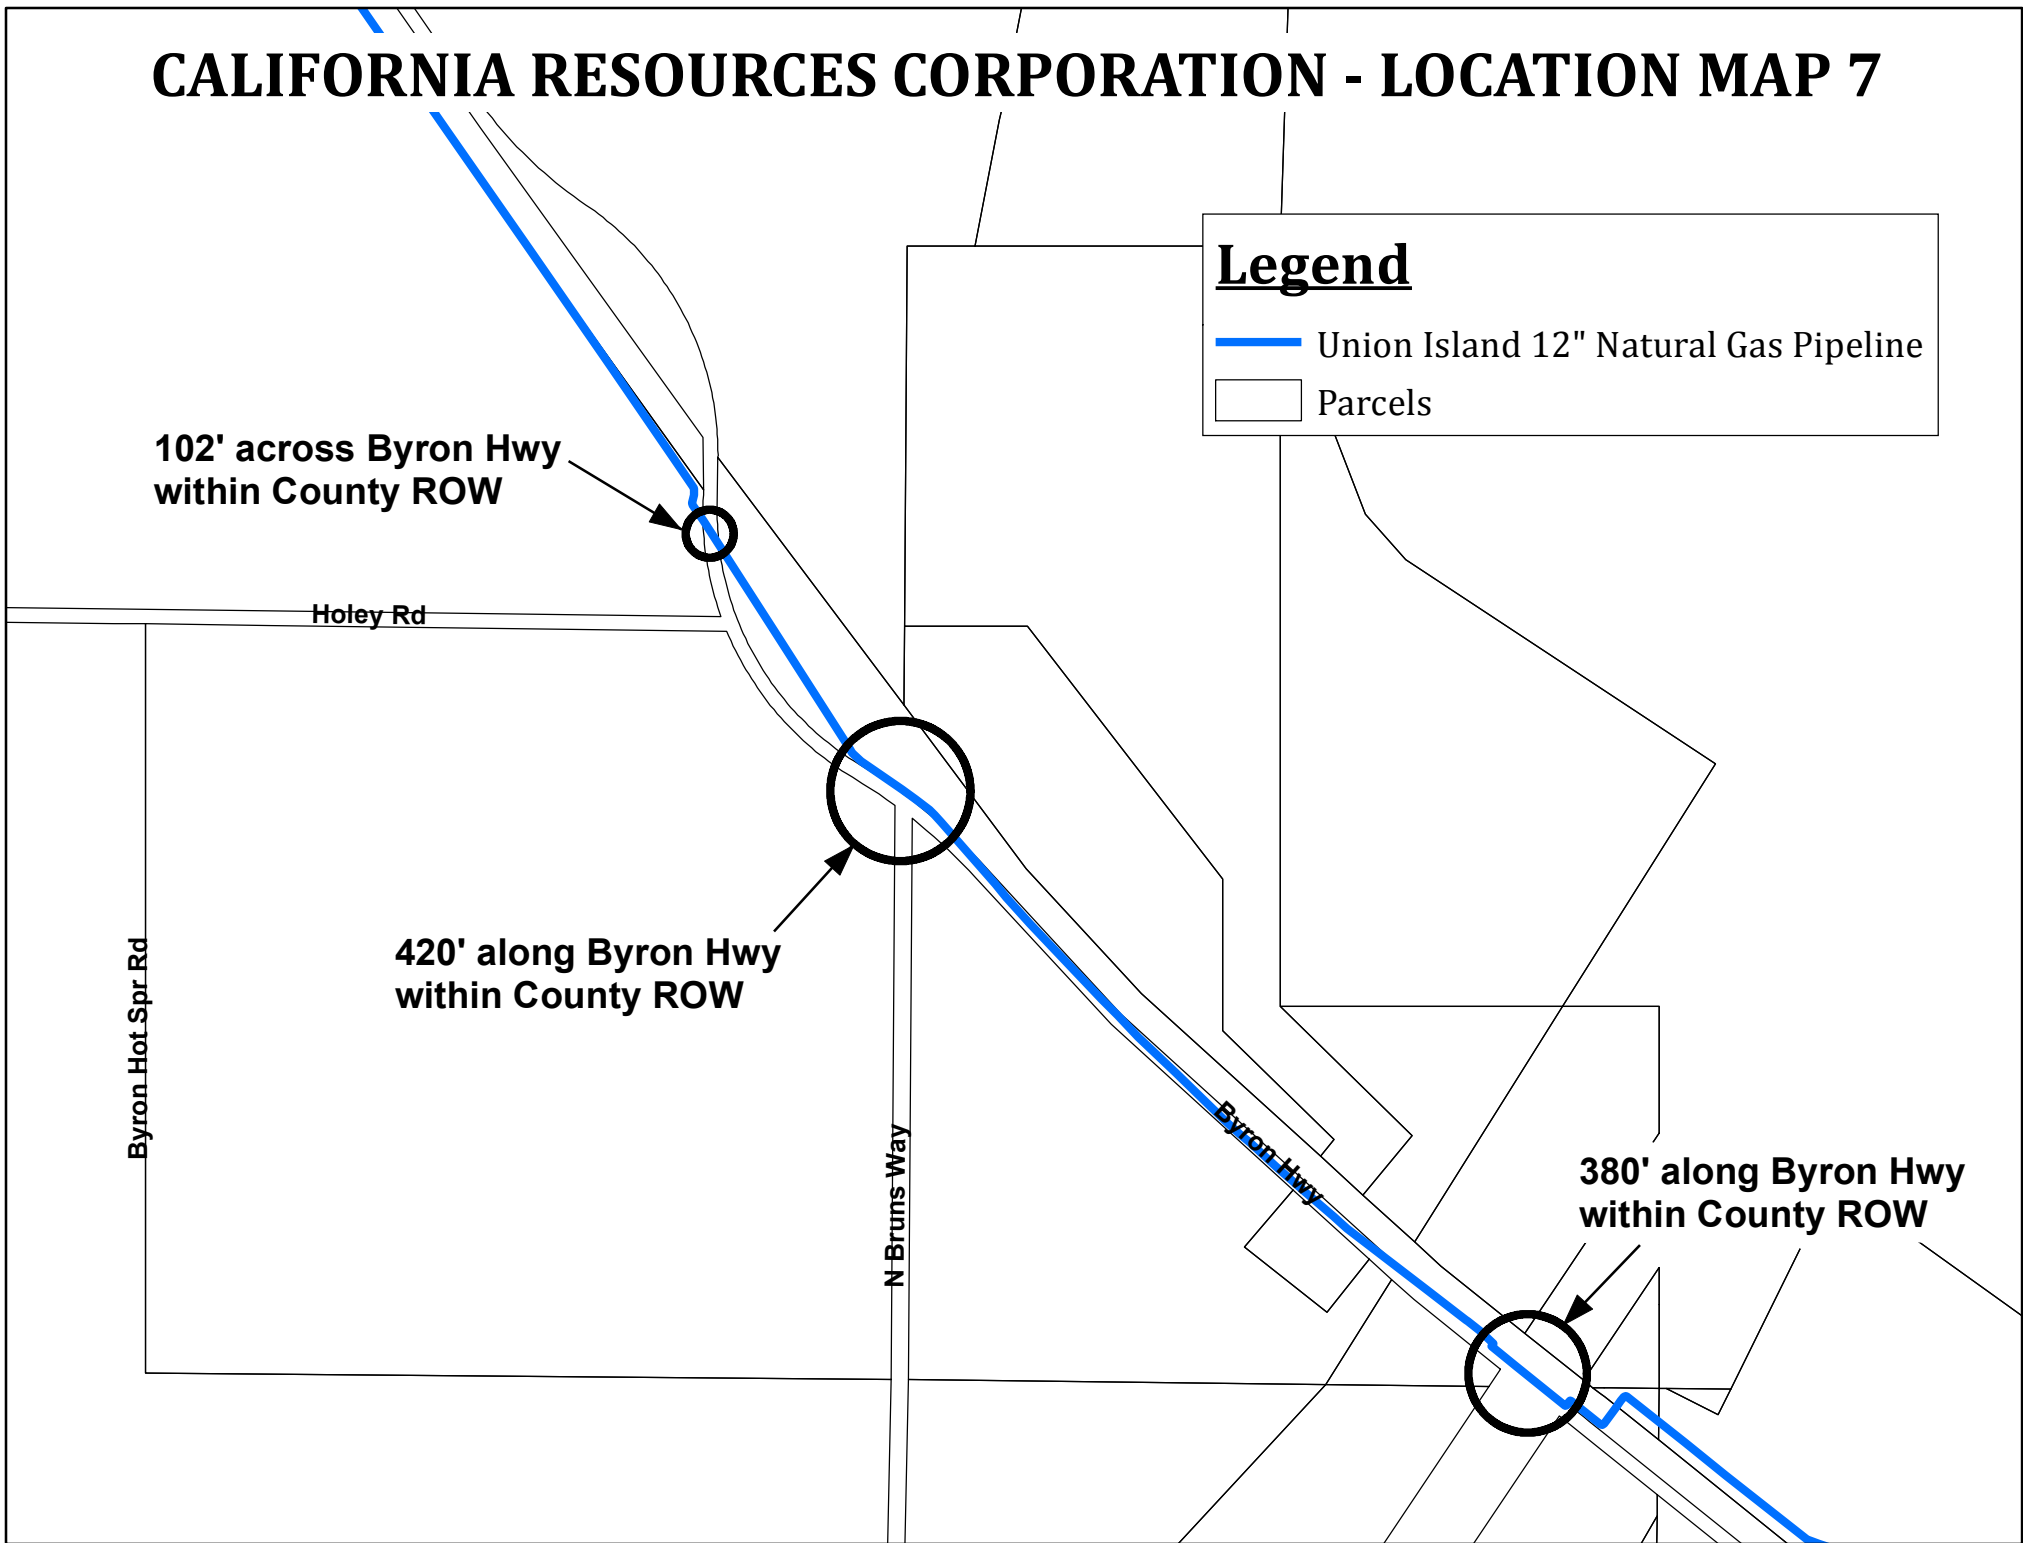 CALIFORNIA RESOURCES CORPORATION - LOCATION MAP 7
Legend
Union Island 12" Natural Gas Pipeline
Parcels
102' across Byron Hwy
within County ROW
Holey Rd
420' along Byron Hwy
within County ROW
Byron Hot Spr Rd
N Bruns Way
Byron Hwy
380' along Byron Hwy
within County ROW